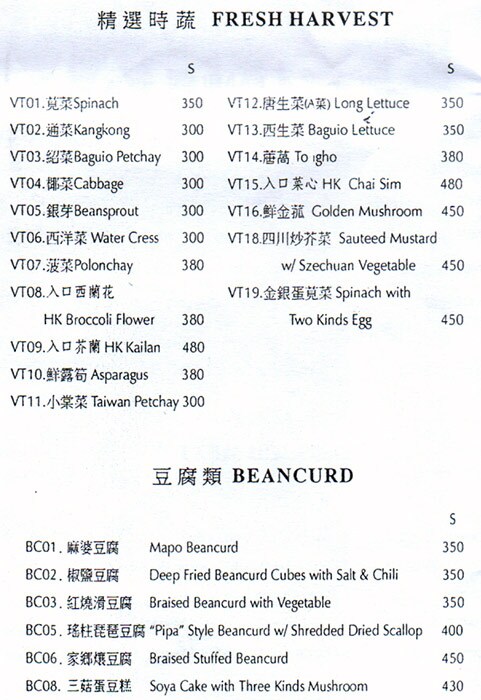 精選時蔬 FRESH HARVEST
S
VT01.莧菜Spinach 350
VT02.通菜Kangkong 300
VT03.紹菜Baguio Petchay 300
VT04.椰菜Cabbage 300
VT05.銀芽Beansprout 300
VT06.西洋菜 Water Cress 300
VT07.菠菜Polonchay 380
VT08.入口西蘭花
HK Broccoli Flower 380
VT09.入口芥蘭 HK Kailan 480
VT10.鮮露筍 Asparagus 380
VT11.小棠菜 Taiwan Petchay 300
S
VT12.唐生菜(A菜) Long Lettuce 350
VT13.西生菜 Baguio Lettuce 350
VT14. 380
VT15.入口菜心 HK Chai Sim 480
VT16.鮮金菰 Golden Mushroom 450
VT18.四川炒芥菜 Sauteed Mustard
w/ Szechuan Vegetable 450
VT19.金銀蛋莧菜 Spinach with
Two Kinds Egg 450
豆腐類 BEANCURD
S
BC01. 麻婆豆腐 Mapo Beancurd 350
BC02. 椒鹽豆腐 Deep Fried Beancurd Cubes with Salt & Chili 350
BC03. 紅燒滑豆腐 Braised Beancurd with Vegetable 350
BC05. 瑤柱琵琶豆腐 “Pipa” Style Beancurd w/ Shredded Dried Scallop 400
BC06. 家鄉釀豆腐 Braised Stuffed Beancurd 450
BC08. 三菇蛋豆糕 Soya Cake with Three Kinds Mushroom 430